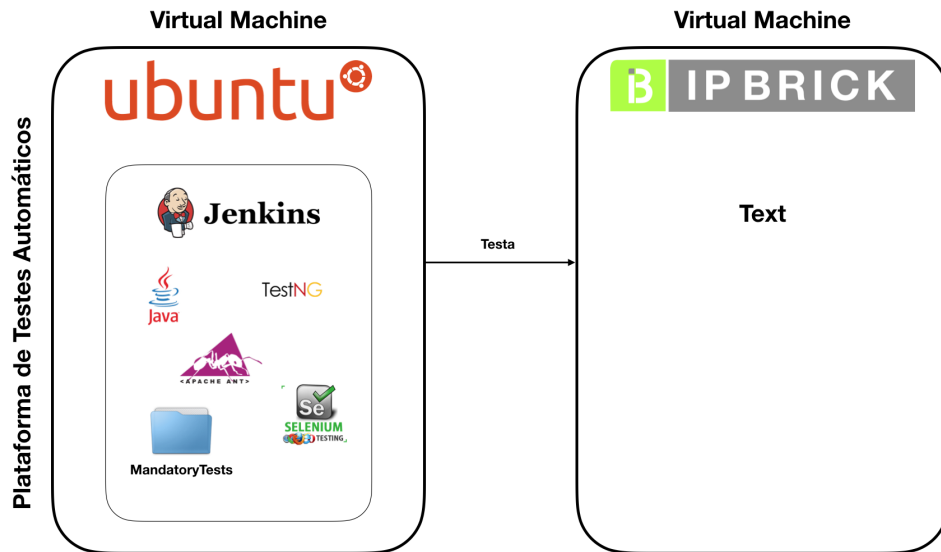 Virtual Machine
Virtual Machine
Plataforma de Testes Automáticos
ubuntu
iB IP BRICK
Jenkins
Text
Testa
Java
TestNG
<APACHE ANT>
Se
SELENIUM
TESTING
MandatoryTests